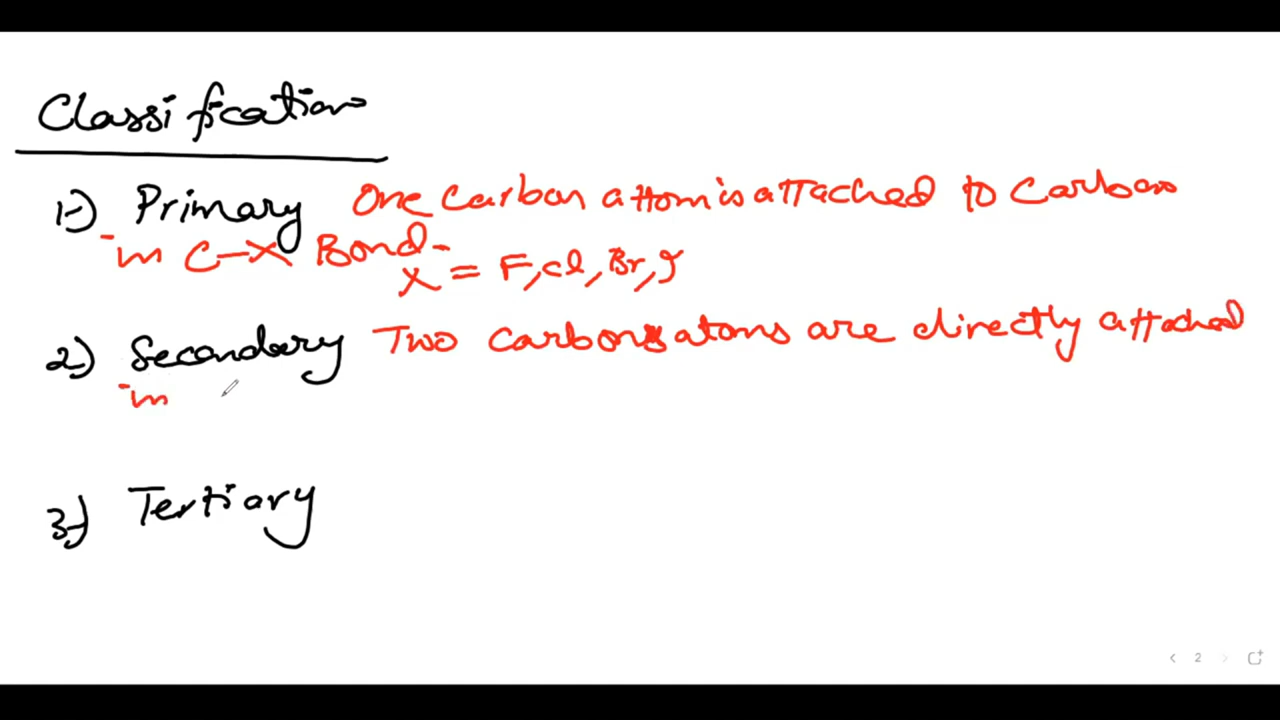 Classification
1-) Primary One carbon attom is attached to carbon
in C-X Bond-
X = F, Cl, Br, I
2-) Secondary Two carbons atoms are directly attached
in
3-) Tertiary
2